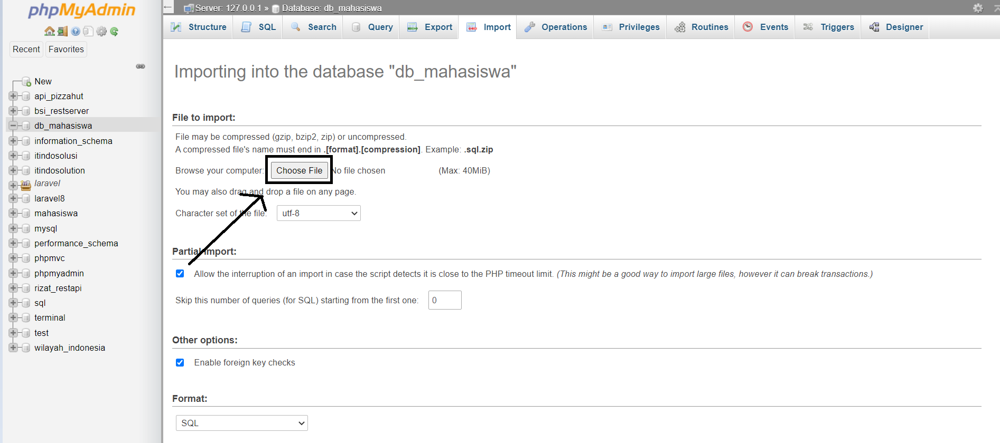 phpMyAdmin
Recent
Favorites
New
api_pizzahut
bsi_restserver
db_mahasiswa
information_schema
itindosolusi
itindosolution
laravel
laravel8
mahasiswa
mysql
performance_schema
phpmvc
phpmyadmin
rizat_restapi
sql
terminal
test
wilayah_indonesia
Server: 127.0.0.1 » Database: db_mahasiswa
Structure SQL Search Query Export Import Operations Privileges Routines Events Triggers Designer
Importing into the database "db_mahasiswa"
File to import:
File may be compressed (gzip, bzip2, zip) or uncompressed.
A compressed file's name must end in .[format].[compression]. Example: .sql.zip
Browse your computer: Choose File No file chosen (Max: 40MiB)
You may also drag and drop a file on any page.
Character set of the file: utf-8
Partial import:
Allow the interruption of an import in case the script detects it is close to the PHP timeout limit. (This might be a good way to import large files, however it can break transactions.)
Skip this number of queries (for SQL) starting from the first one: 0
Other options:
Enable foreign key checks
Format:
SQL